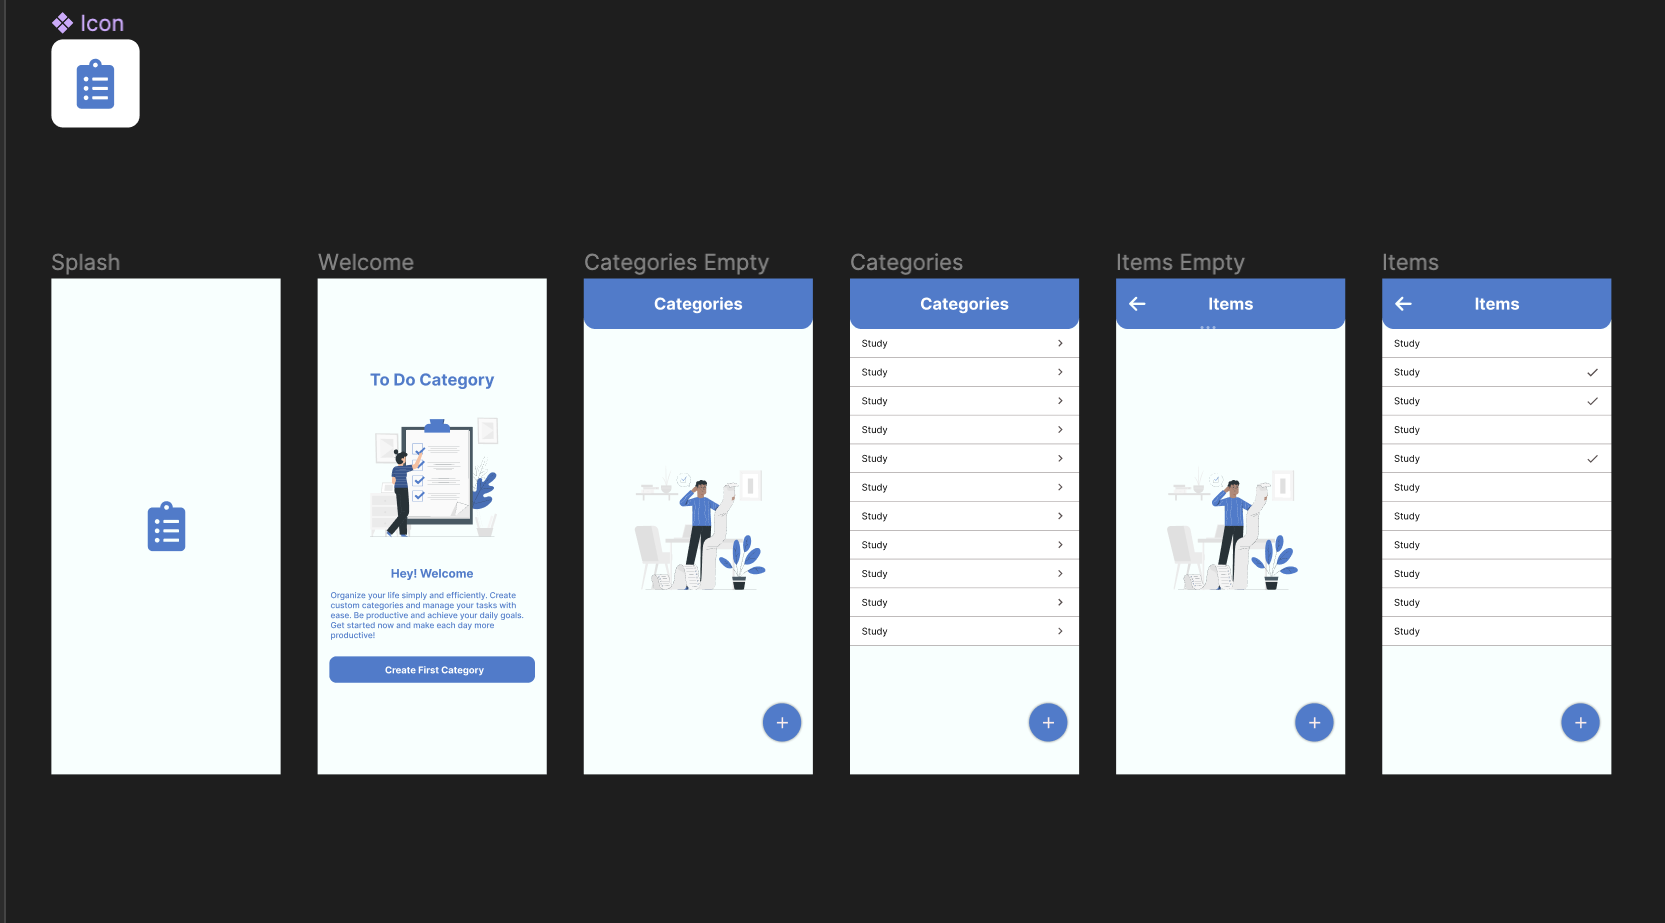 Icon
Splash
Welcome
Categories Empty
Categories
Items Empty
Items
To Do Category
Hey! Welcome
Organize your life simply and efficiently. Create
custom categories and manage your tasks with
ease. Be productive and achieve your daily goals.
Get started now and make each day more
productive!
Create First Category
Categories
Categories
Study
Study
Study
Study
Study
Study
Study
Study
Study
Study
Study
Items
Items
Study
Study
Study
Study
Study
Study
Study
Study
Study
Study
Study